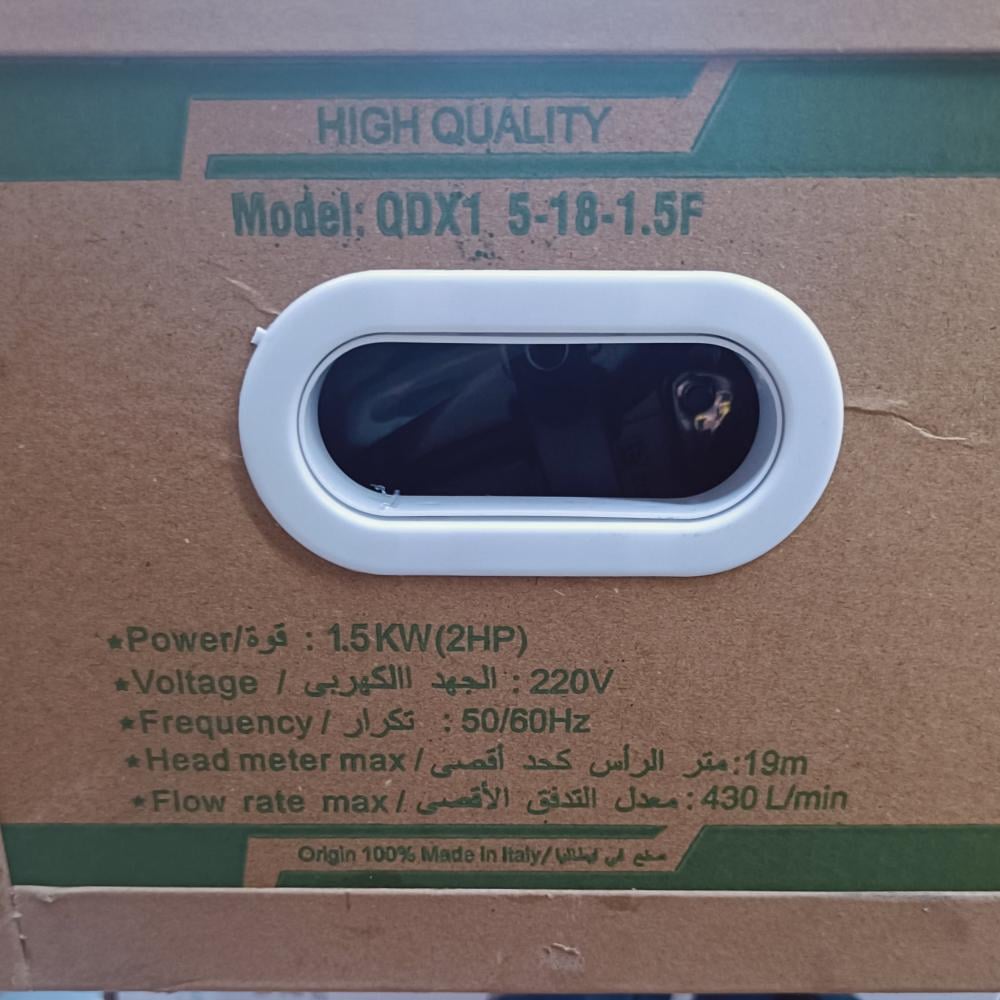 HIGH QUALITY
Model: QDX1 5-18-1.5F
★Power/قوة : 1.5KW(2HP)
★Voltage / الجهد االكهربى : 220V
★Frequency / تكرار : 50/60Hz
★Head meter max / متر الرأس كحد أقصى:19m
★Flow rate max / معدل التدفق الأقصى : 430 L/min
Origin 100% Made in Italy/ في إيطاليا